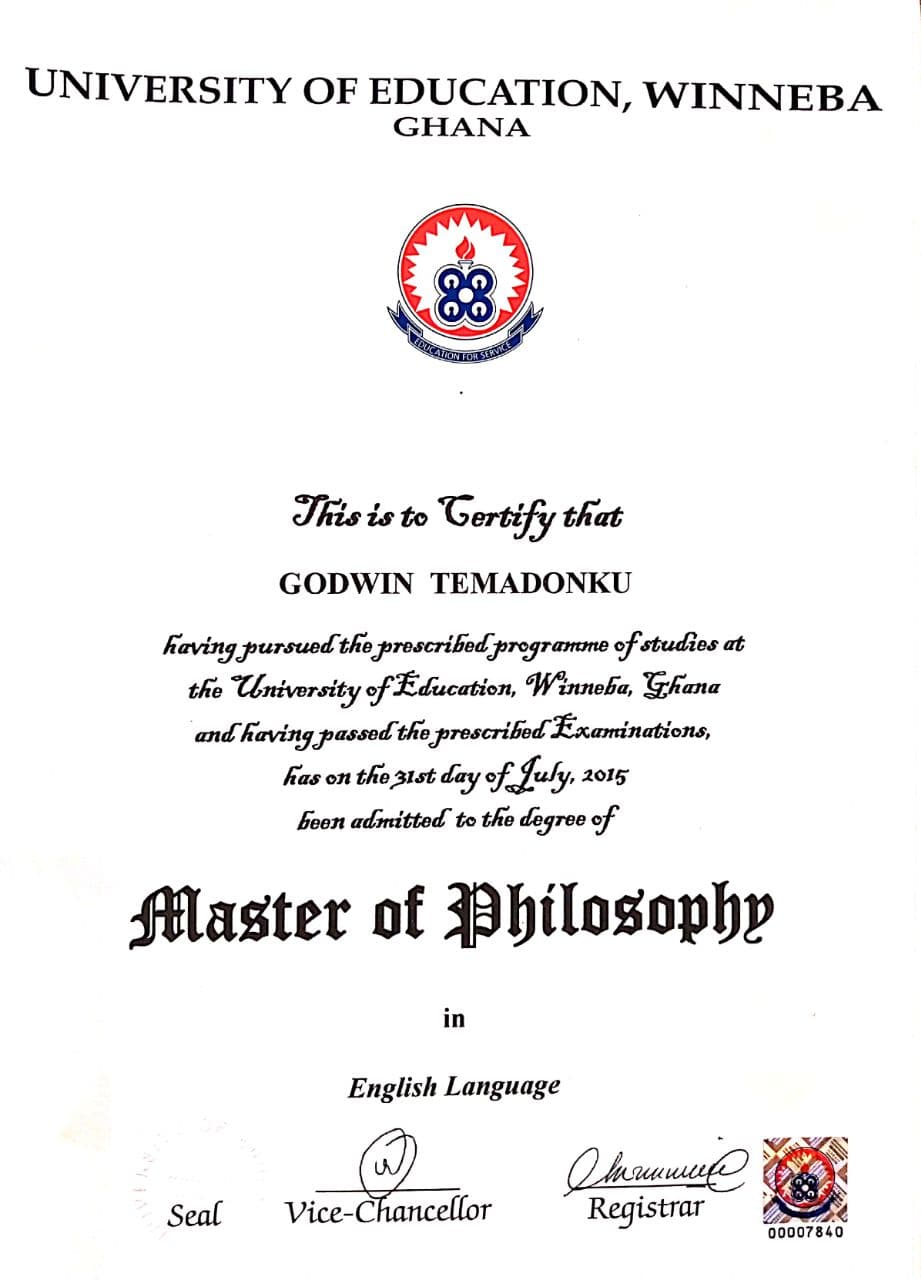 UNIVERSITY OF EDUCATION, WINNEBA
GHANA
EDUCATION FOR SERVICE
This is to Certify that
GODWIN TEMADONKU
having pursued the prescribed programme of studies at
the University of Education, Winneba, Ghana
and having passed the prescribed Examinations,
has on the 31st day of July, 2015
been admitted to the degree of
Master of Philosophy
in
English Language
Seal
Vice-Chancellor
Registrar
00007840